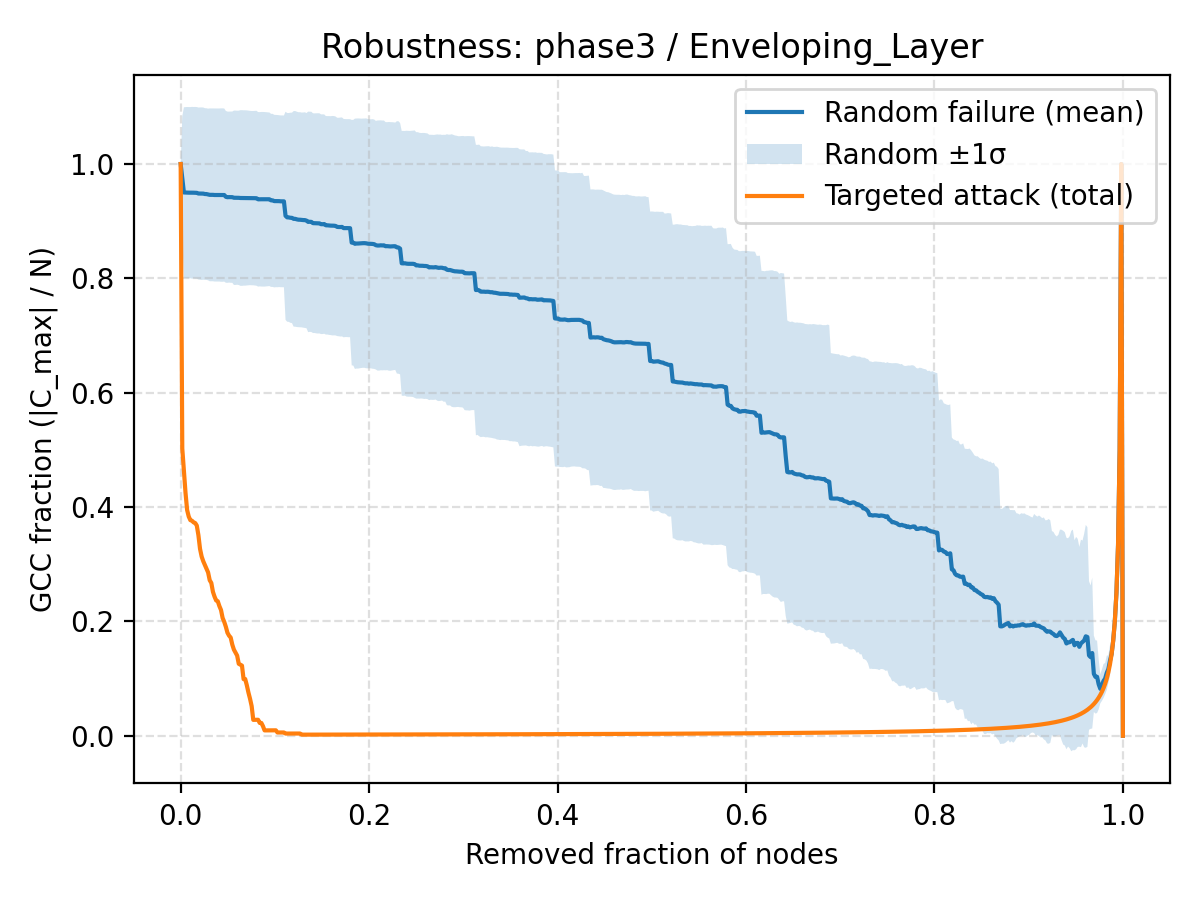 Robustness: phase3 / Enveloping_Layer
Random failure (mean)
Random ±1σ
Targeted attack (total)
GCC fraction (|C_max| / N)
1.0
0.8
0.6
0.4
0.2
0.0
0.0 0.2 0.4 0.6 0.8 1.0
Removed fraction of nodes